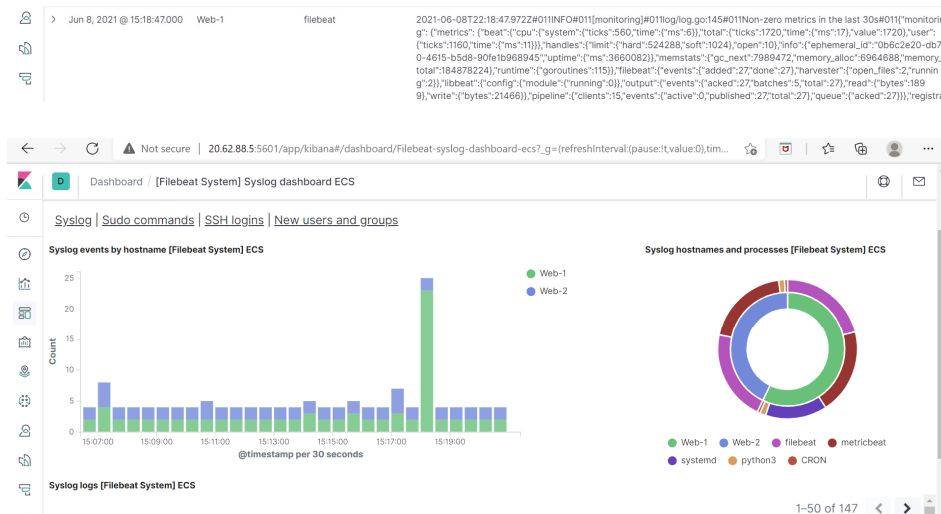 > Jun 8, 2021 @ 15:18:47.000 Web-1 filebeat 2021-06-08T22:18:47.972Z#011INFO#011[monitoring]#011log/log.go:145#011Non-zero metrics in the last 30s#011{"monitorin
g": {"metrics": {"beat":{"cpu":{"system":{"ticks":560,"time":{"ms":6}},"total":{"ticks":1720,"time":{"ms":17},"value":1720},"user":
{"ticks":1160,"time":{"ms":11}}},"handles":{"limit":{"hard":524288,"soft":1024},"open":10},"info":{"ephemeral_id":"0b6c2e20-db7
0-4615-b5d8-90fe1b968945","uptime":{"ms":3660082}},"memstats":{"gc_next":7989472,"memory_alloc":6964688,"memory_
total":184878224},"runtime":{"goroutines":115}},"filebeat":{"events":{"added":27,"done":27},"harvester":{"open_files":2,"runnin
g":2}},"libbeat":{"config":{"module":{"running":0}},"output":{"events":{"acked":27,"batches":5,"total":27},"read":{"bytes":189
9},"write":{"bytes":21466}},"pipeline":{"clients":15,"events":{"active":0,"published":27,"total":27},"queue":{"acked":27}}},"registra
Not secure | 20.62.88.5:5601/app/kibana#/dashboard/Filebeat-syslog-dashboard-ecs?_g=(refreshInterval:(pause:!t,value:0),tim...
D Dashboard / [Filebeat System] Syslog dashboard ECS
Syslog | Sudo commands | SSH logins | New users and groups
Syslog events by hostname [Filebeat System] ECS
25
20
15
10
5
0
Count
15:07:00 15:09:00 15:11:00 15:13:00 15:15:00 15:17:00 15:19:00
@timestamp per 30 seconds
Web-1
Web-2
Syslog hostnames and processes [Filebeat System] ECS
Web-1 Web-2 filebeat metricbeat
systemd python3 CRON
Syslog logs [Filebeat System] ECS
1–50 of 147